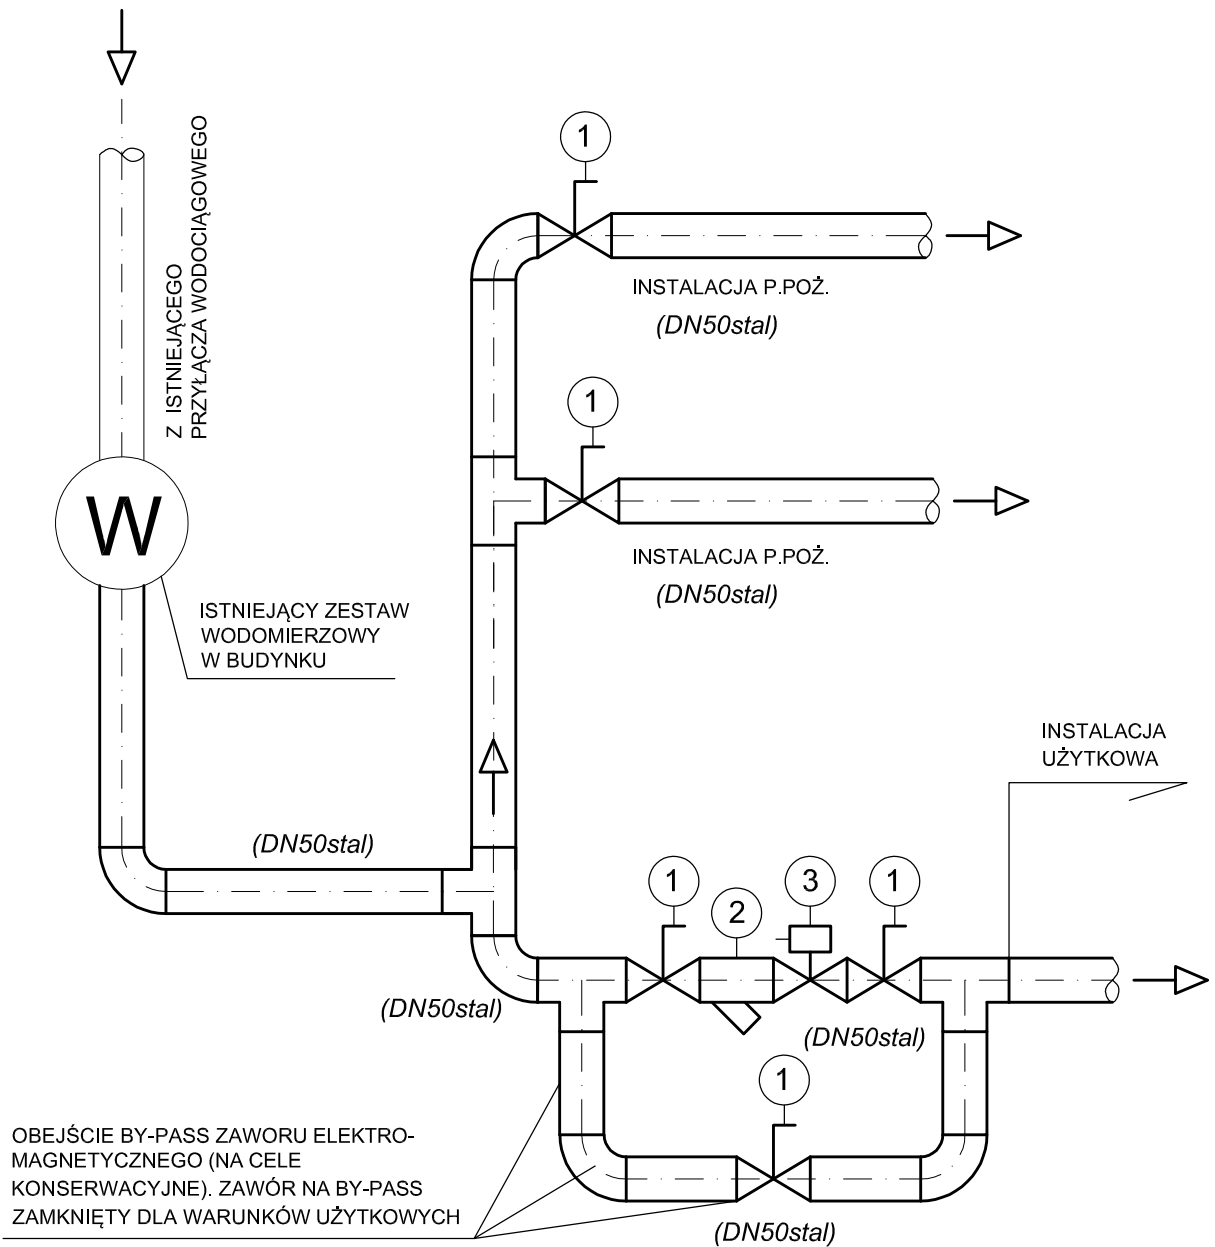 1
Z ISTNIEJĄCEGO
PRZYŁĄCZA WODOCIĄGOWEGO
INSTALACJA P.POŻ.
(DN50stal)
1
W
INSTALACJA P.POŻ.
(DN50stal)
ISTNIEJĄCY ZESTAW
WODOMIERZOWY
W BUDYNKU
INSTALACJA
UŻYTKOWA
(DN50stal)
1
2
3
1
(DN50stal)
(DN50stal)
1
OBEJŚCIE BY-PASS ZAWORU ELEKTRO-
MAGNETYCZNEGO (NA CELE
KONSERWACYJNE). ZAWÓR NA BY-PASS
ZAMKNIĘTY DLA WARUNKÓW UŻYTKOWYCH
(DN50stal)